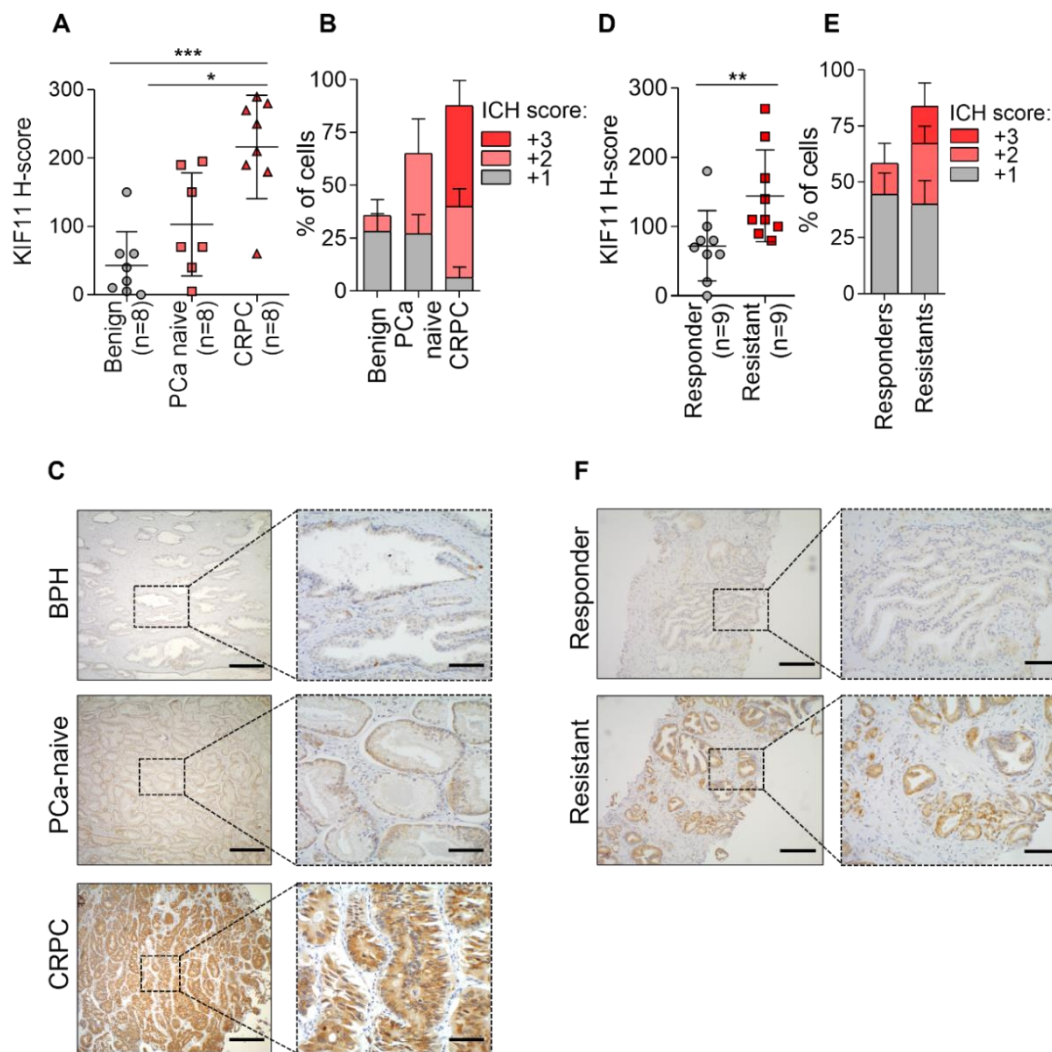 A
***
*
300
200
100
0
KIF11 H-score
Benign
(n=8)
PCa naive
(n=8)
CRPC
(n=8)
B
100
75
50
25
0
% of cells
Benign
PCa
naive
CRPC
ICH score:
+3
+2
+1
D
**
300
200
100
0
KIF11 H-score
Responder
(n=9)
Resistant
(n=9)
E
100
75
50
25
0
% of cells
Responders
Resistants
ICH score:
+3
+2
+1
C
BPH
PCa-naive
CRPC
F
Responder
Resistant